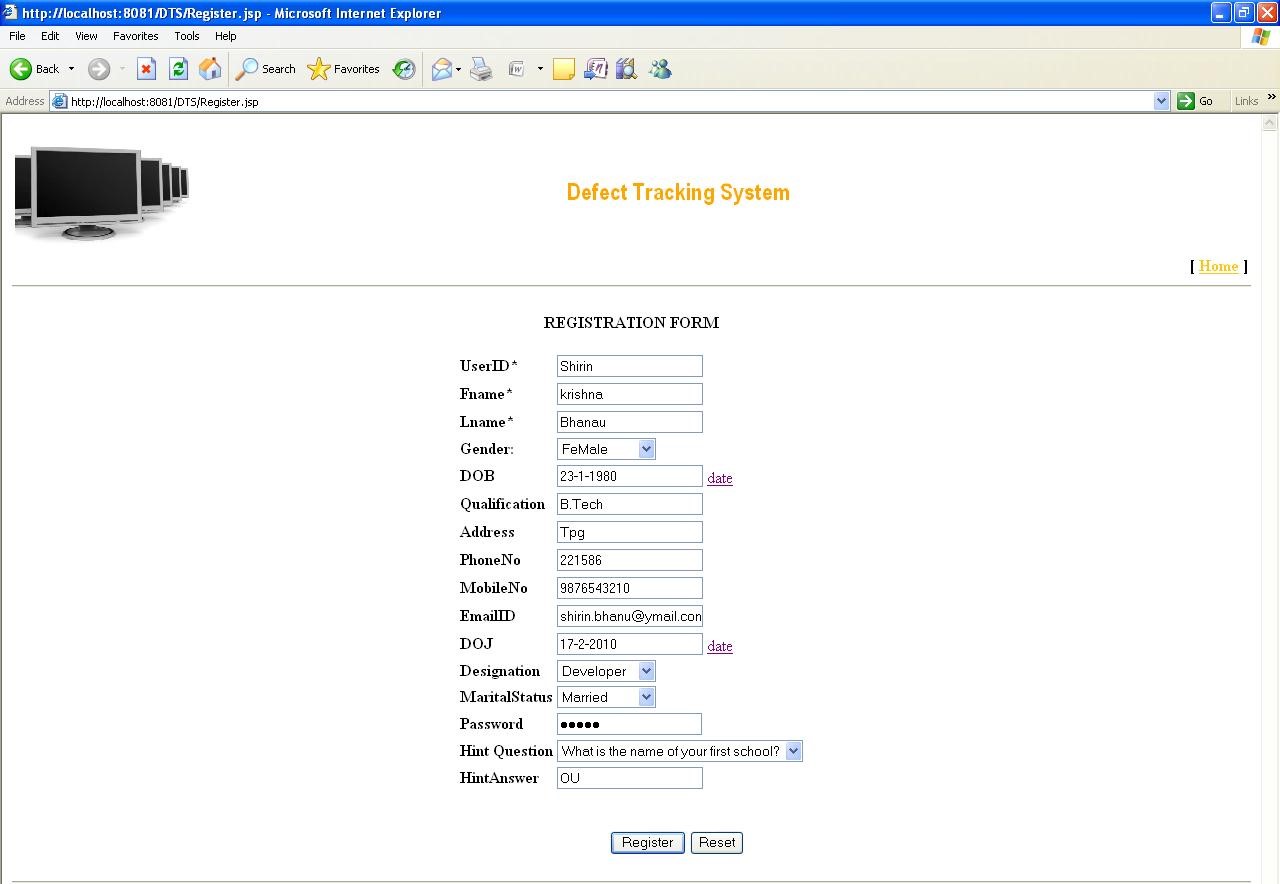 http://localhost:8081/DTS/Register.jsp - Microsoft Internet Explorer
File Edit View Favorites Tools Help
Back Search Favorites
Address http://localhost:8081/DTS/Register.jsp Go Links »
Defect Tracking System
[ Home ]
REGISTRATION FORM
UserID* Shirin
Fname* krishna
Lname* Bhanau
Gender: FeMale
DOB 23-1-1980 date
Qualification B.Tech
Address Tpg
PhoneNo 221586
MobileNo 9876543210
EmailID shirin.bhanu@ymail.con
DOJ 17-2-2010 date
Designation Developer
MaritalStatus Married
Password •••••
Hint Question What is the name of your first school?
HintAnswer OU
Register Reset